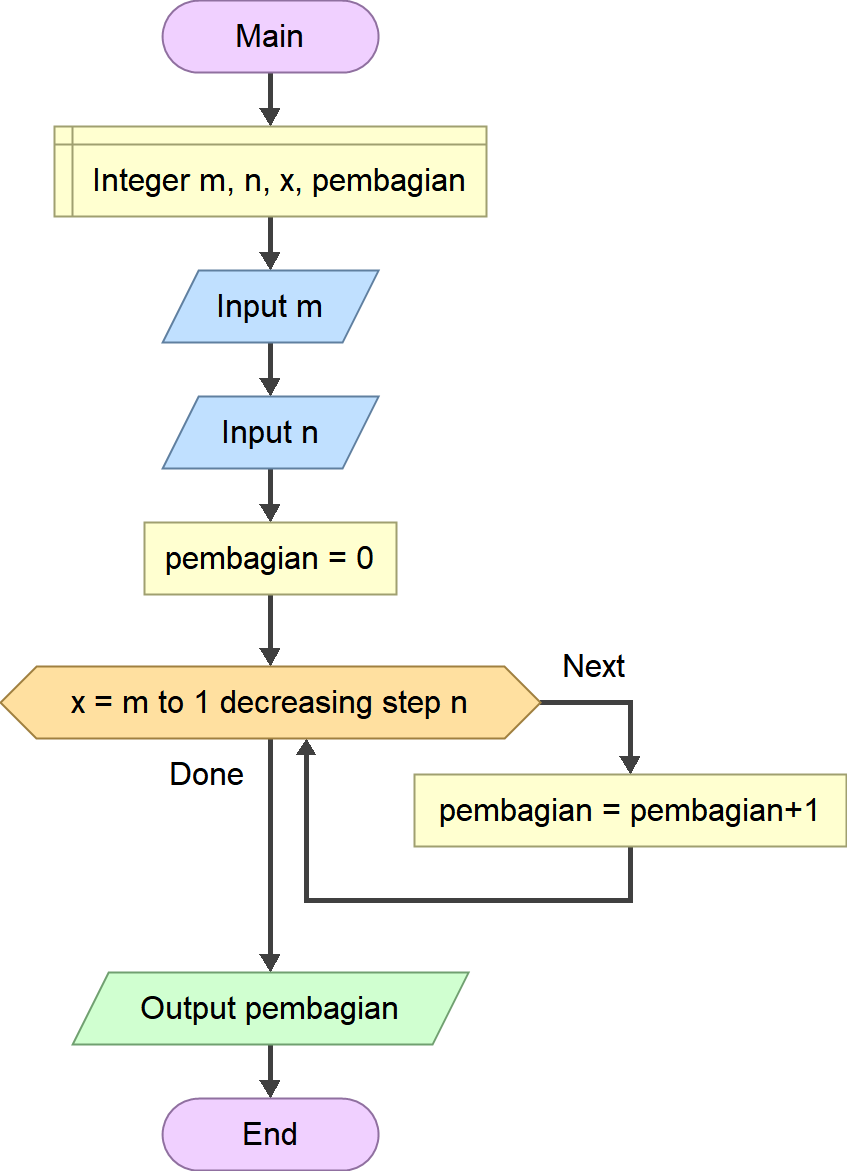 Main
Integer m, n, x, pembagian
Input m
Input n
pembagian = 0
x = m to 1 decreasing step n
Next
Done
pembagian = pembagian+1
Output pembagian
End